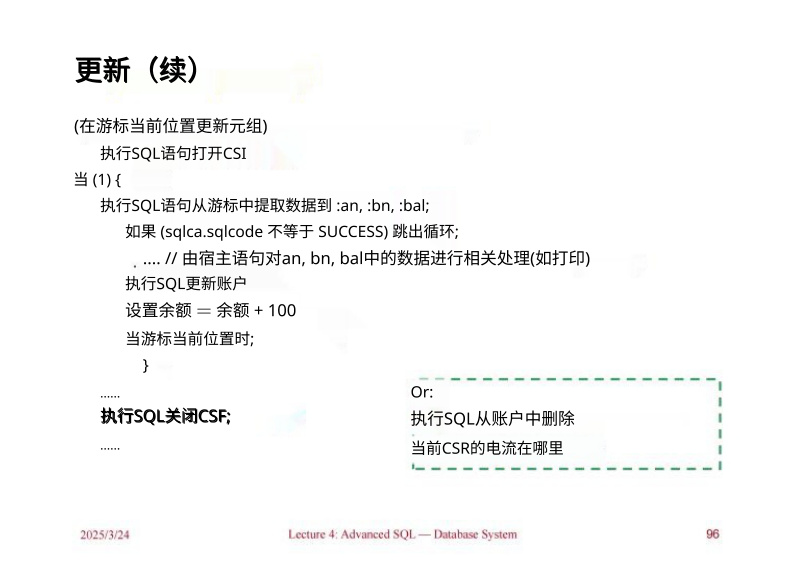 更新（续）
(在游标当前位置更新元组)
执行SQL语句打开CSI
当 (1) {
执行SQL语句从游标中提取数据到 :an, :bn, :bal;
如果 (sqlca.sqlcode 不等于 SUCCESS) 跳出循环;
. .... // 由宿主语句对an, bn, bal中的数据进行相关处理(如打印)
执行SQL更新账户
设置余额 = 余额 + 100
当游标当前位置时;
}
......
执行SQL关闭CSF;
......
Or:
执行SQL从账户中删除
当前CSR的电流在哪里
2025/3/24
Lecture 4: Advanced SQL — Database System
96